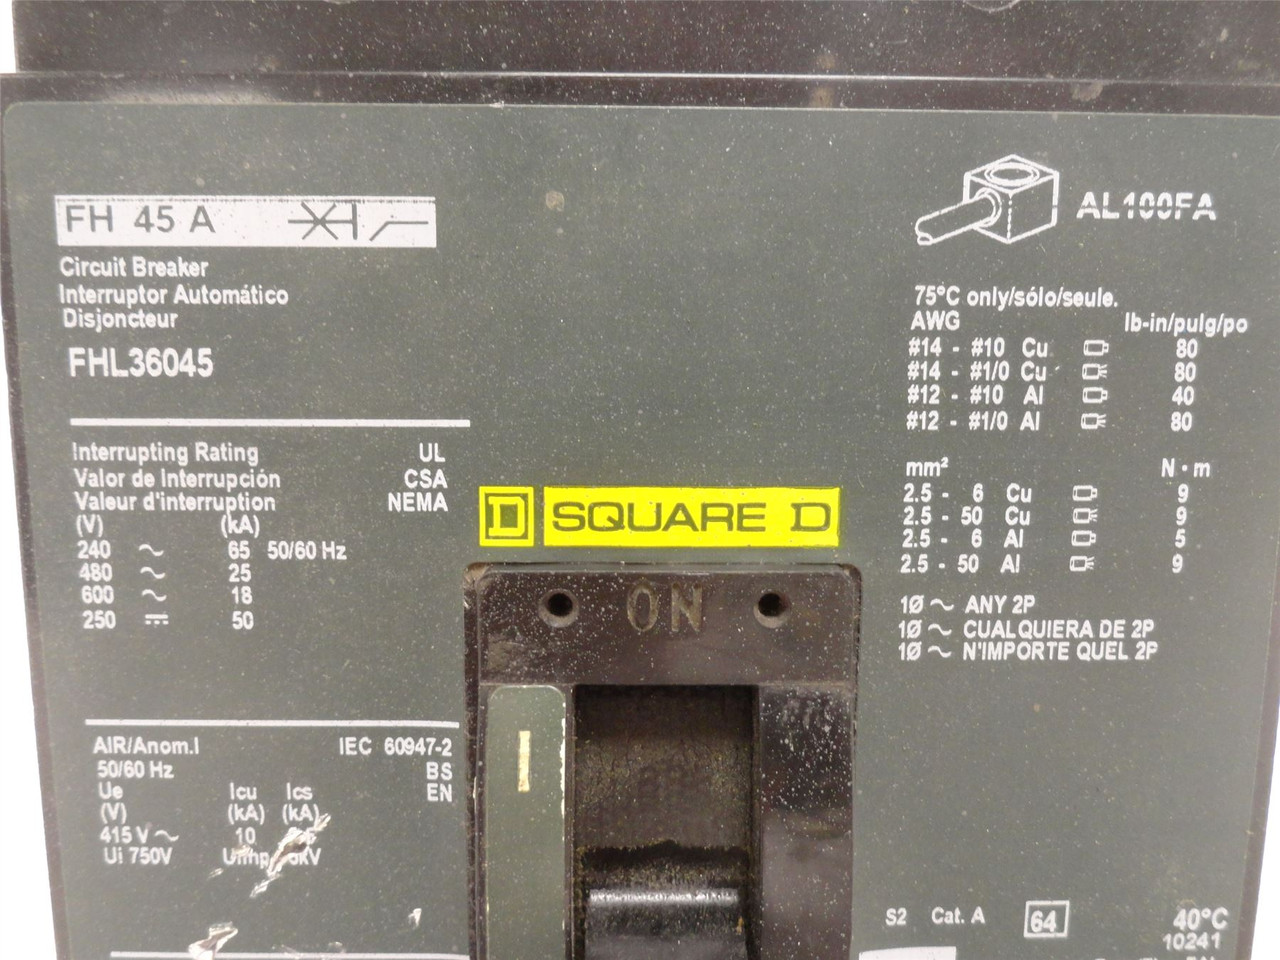 FH 45 A
Circuit Breaker
Interruptor Automático
Disjoncteur
FHL36045
Interrupting Rating UL
Valor de Interrupción CSA
Valeur d'interruption NEMA
(V) (kA)
240 ~ 65 50/60 Hz
480 ~ 25
600 ~ 18
250 ⎓ 50
AIR/Anom.I IEC 60947-2
50/60 Hz BS
Ue Icu Ics EN
(V) (kA) (kA)
415 V ~ 10
Ui 750V Uimp kV
SQUARE D
ON
AL100FA
75°C only/sólo/seule.
AWG lb-in/pulg/po
#14 - #10 Cu 80
#14 - #1/0 Cu 80
#12 - #10 Al 40
#12 - #1/0 Al 80
mm² N·m
2.5 - 6 Cu 9
2.5 - 50 Cu 9
2.5 - 6 Al 5
2.5 - 50 Al 9
1Ø ~ ANY 2P
1Ø ~ CUALQUIERA DE 2P
1Ø ~ N'IMPORTE QUEL 2P
S2 Cat. A 64 40°C
10241